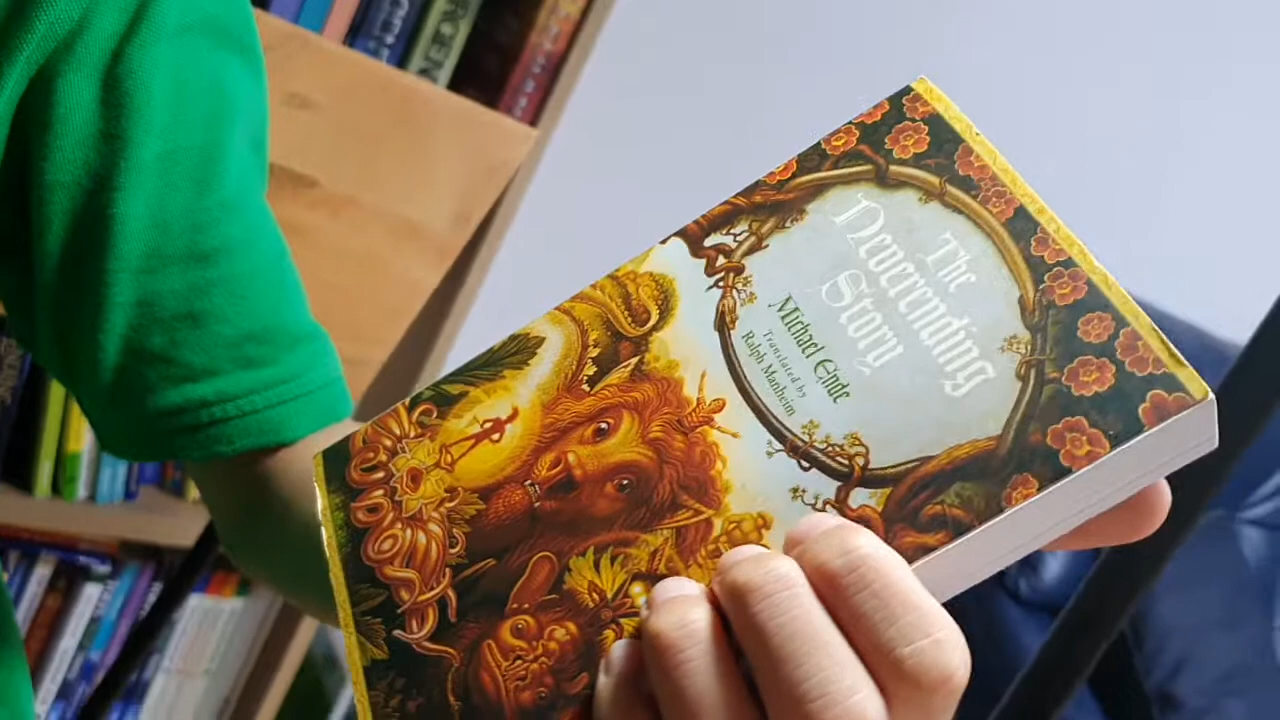 The
Neverending
Story
Michael Ende
Translated by
Ralph Manheim